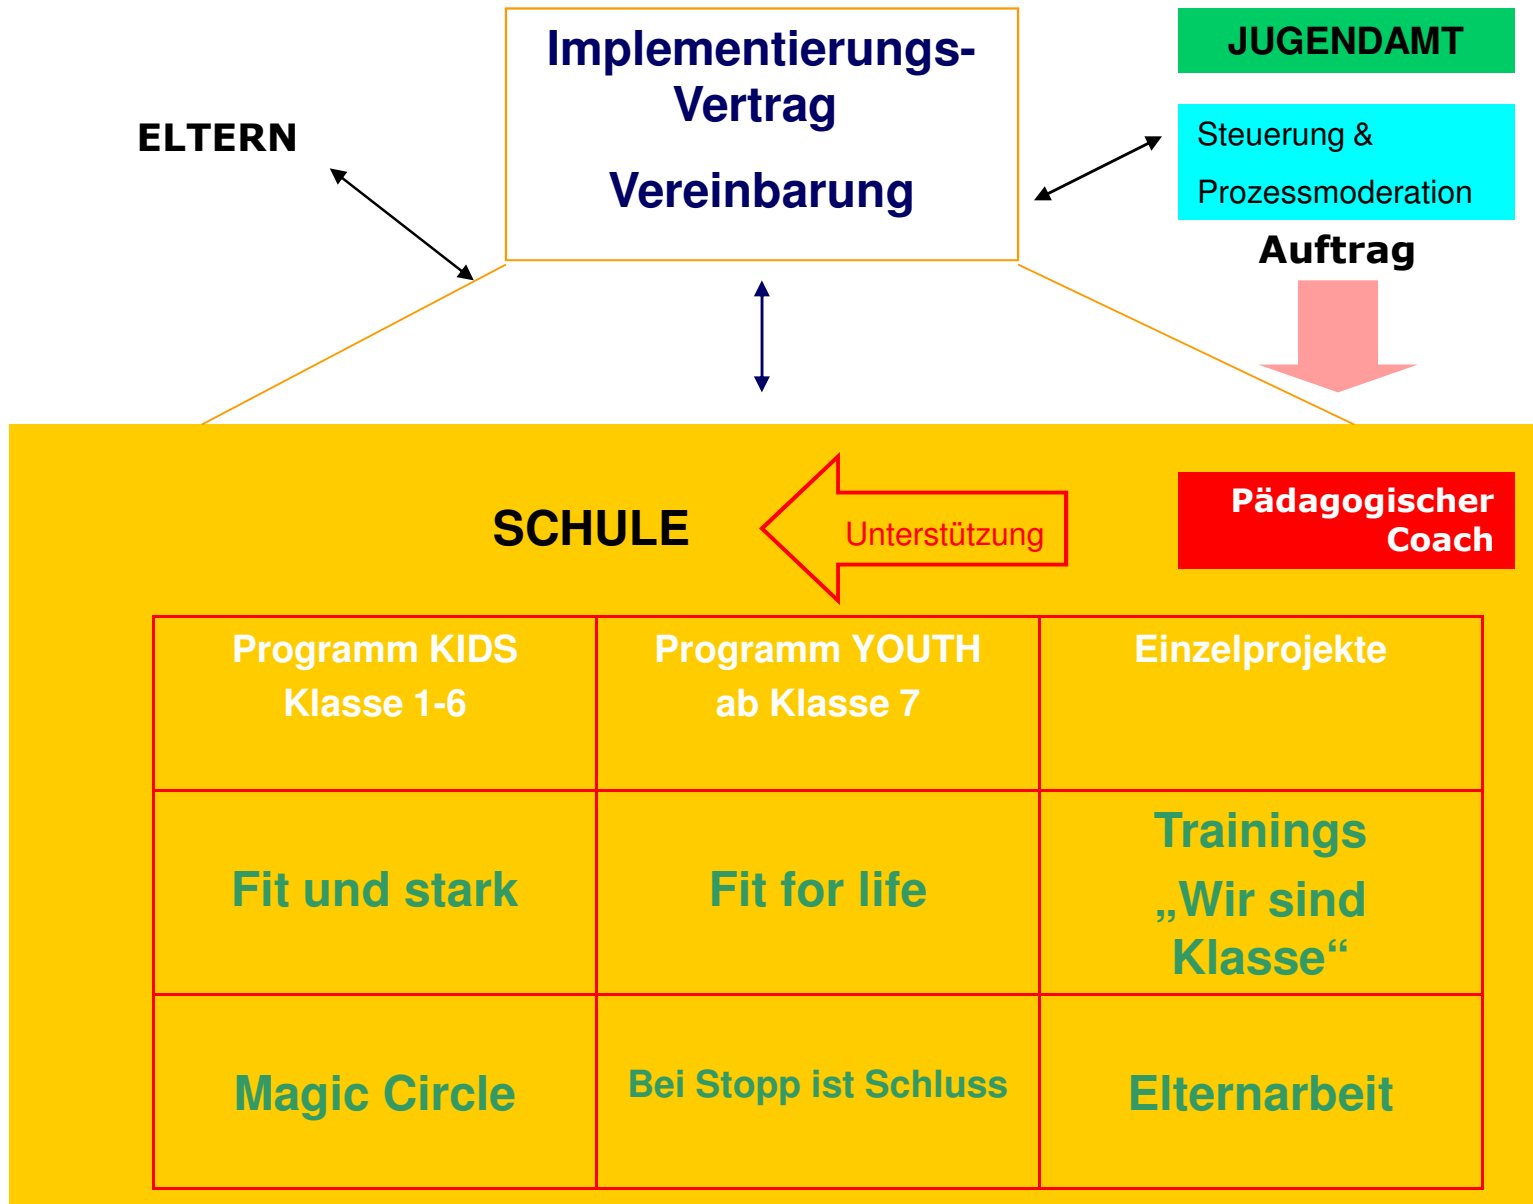 Implementierungs-
Vertrag
Vereinbarung
JUGENDAMT
ELTERN
Steuerung &
Prozessmoderation
Auftrag
SCHULE
Unterstützung
Pädagogischer
Coach
Programm KIDS
Klasse 1-6
Programm YOUTH
ab Klasse 7
Einzelprojekte
Fit und stark
Fit for life
Trainings
„Wir sind
Klasse“
Magic Circle
Bei Stopp ist Schluss
Elternarbeit